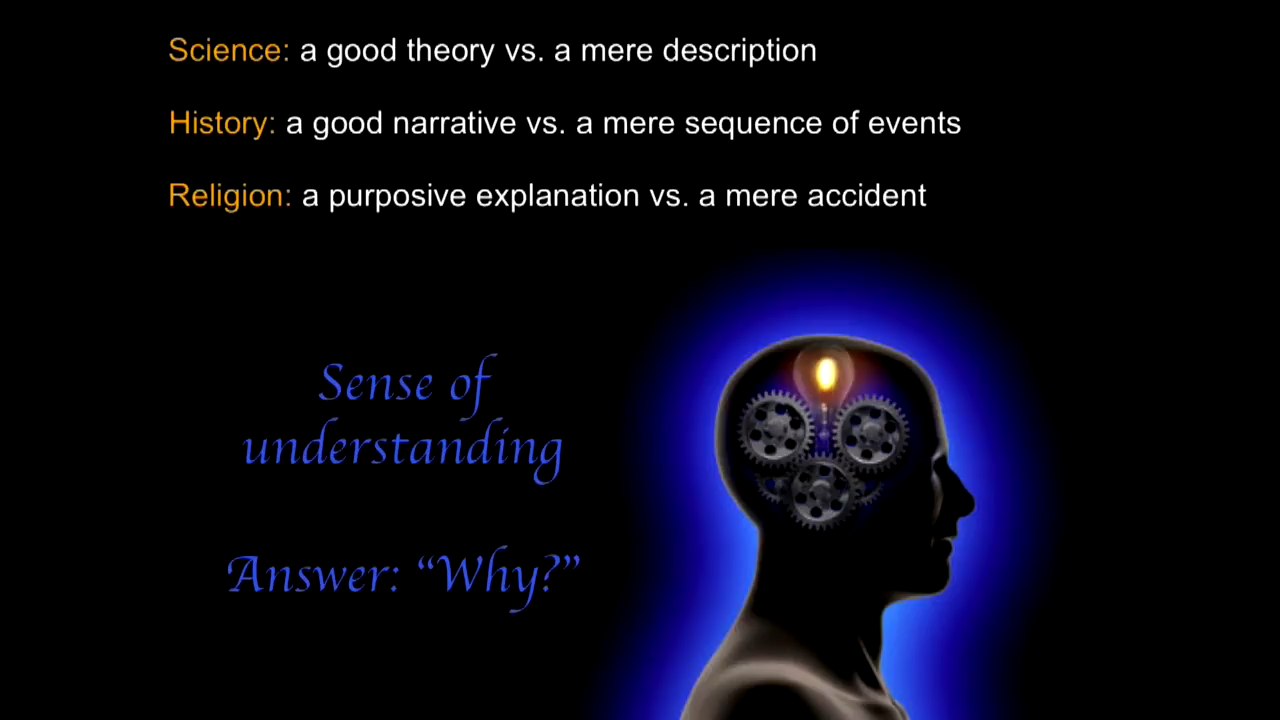 Science: a good theory vs. a mere description
History: a good narrative vs. a mere sequence of events
Religion: a purposive explanation vs. a mere accident
Sense of
understanding
Answer: “Why?”